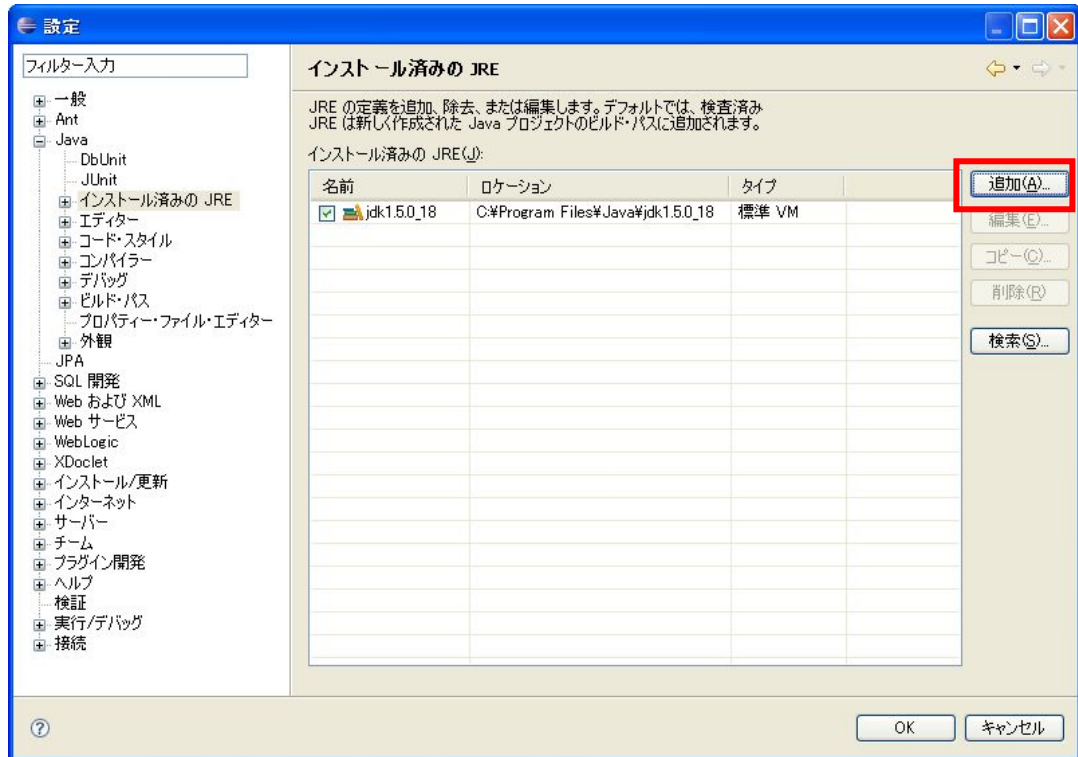 設定
フィルター入力
一般
Ant
Java
DbUnit
JUnit
インストール済みの JRE
エディター
コード・スタイル
コンパイラー
デバッグ
ビルド・パス
プロパティー・ファイル・エディター
外観
JPA
SQL 開発
Web および XML
Web サービス
WebLogic
XDoclet
インストール/更新
インターネット
サーバー
チーム
プラグイン開発
ヘルプ
検証
実行/デバッグ
接続
インストール済みの JRE
JRE の定義を追加、除去、または編集します。デフォルトでは、検査済み
JRE は新しく作成された Java プロジェクトのビルド・パスに追加されます。
インストール済みの JRE(J):
名前 ロケーション タイプ
jdk1.5.0_18 C:¥Program Files¥Java¥jdk1.5.0_18 標準 VM
追加(A)...
編集(E)...
コピー(C)...
削除(R)
検索(S)...
OK キャンセル